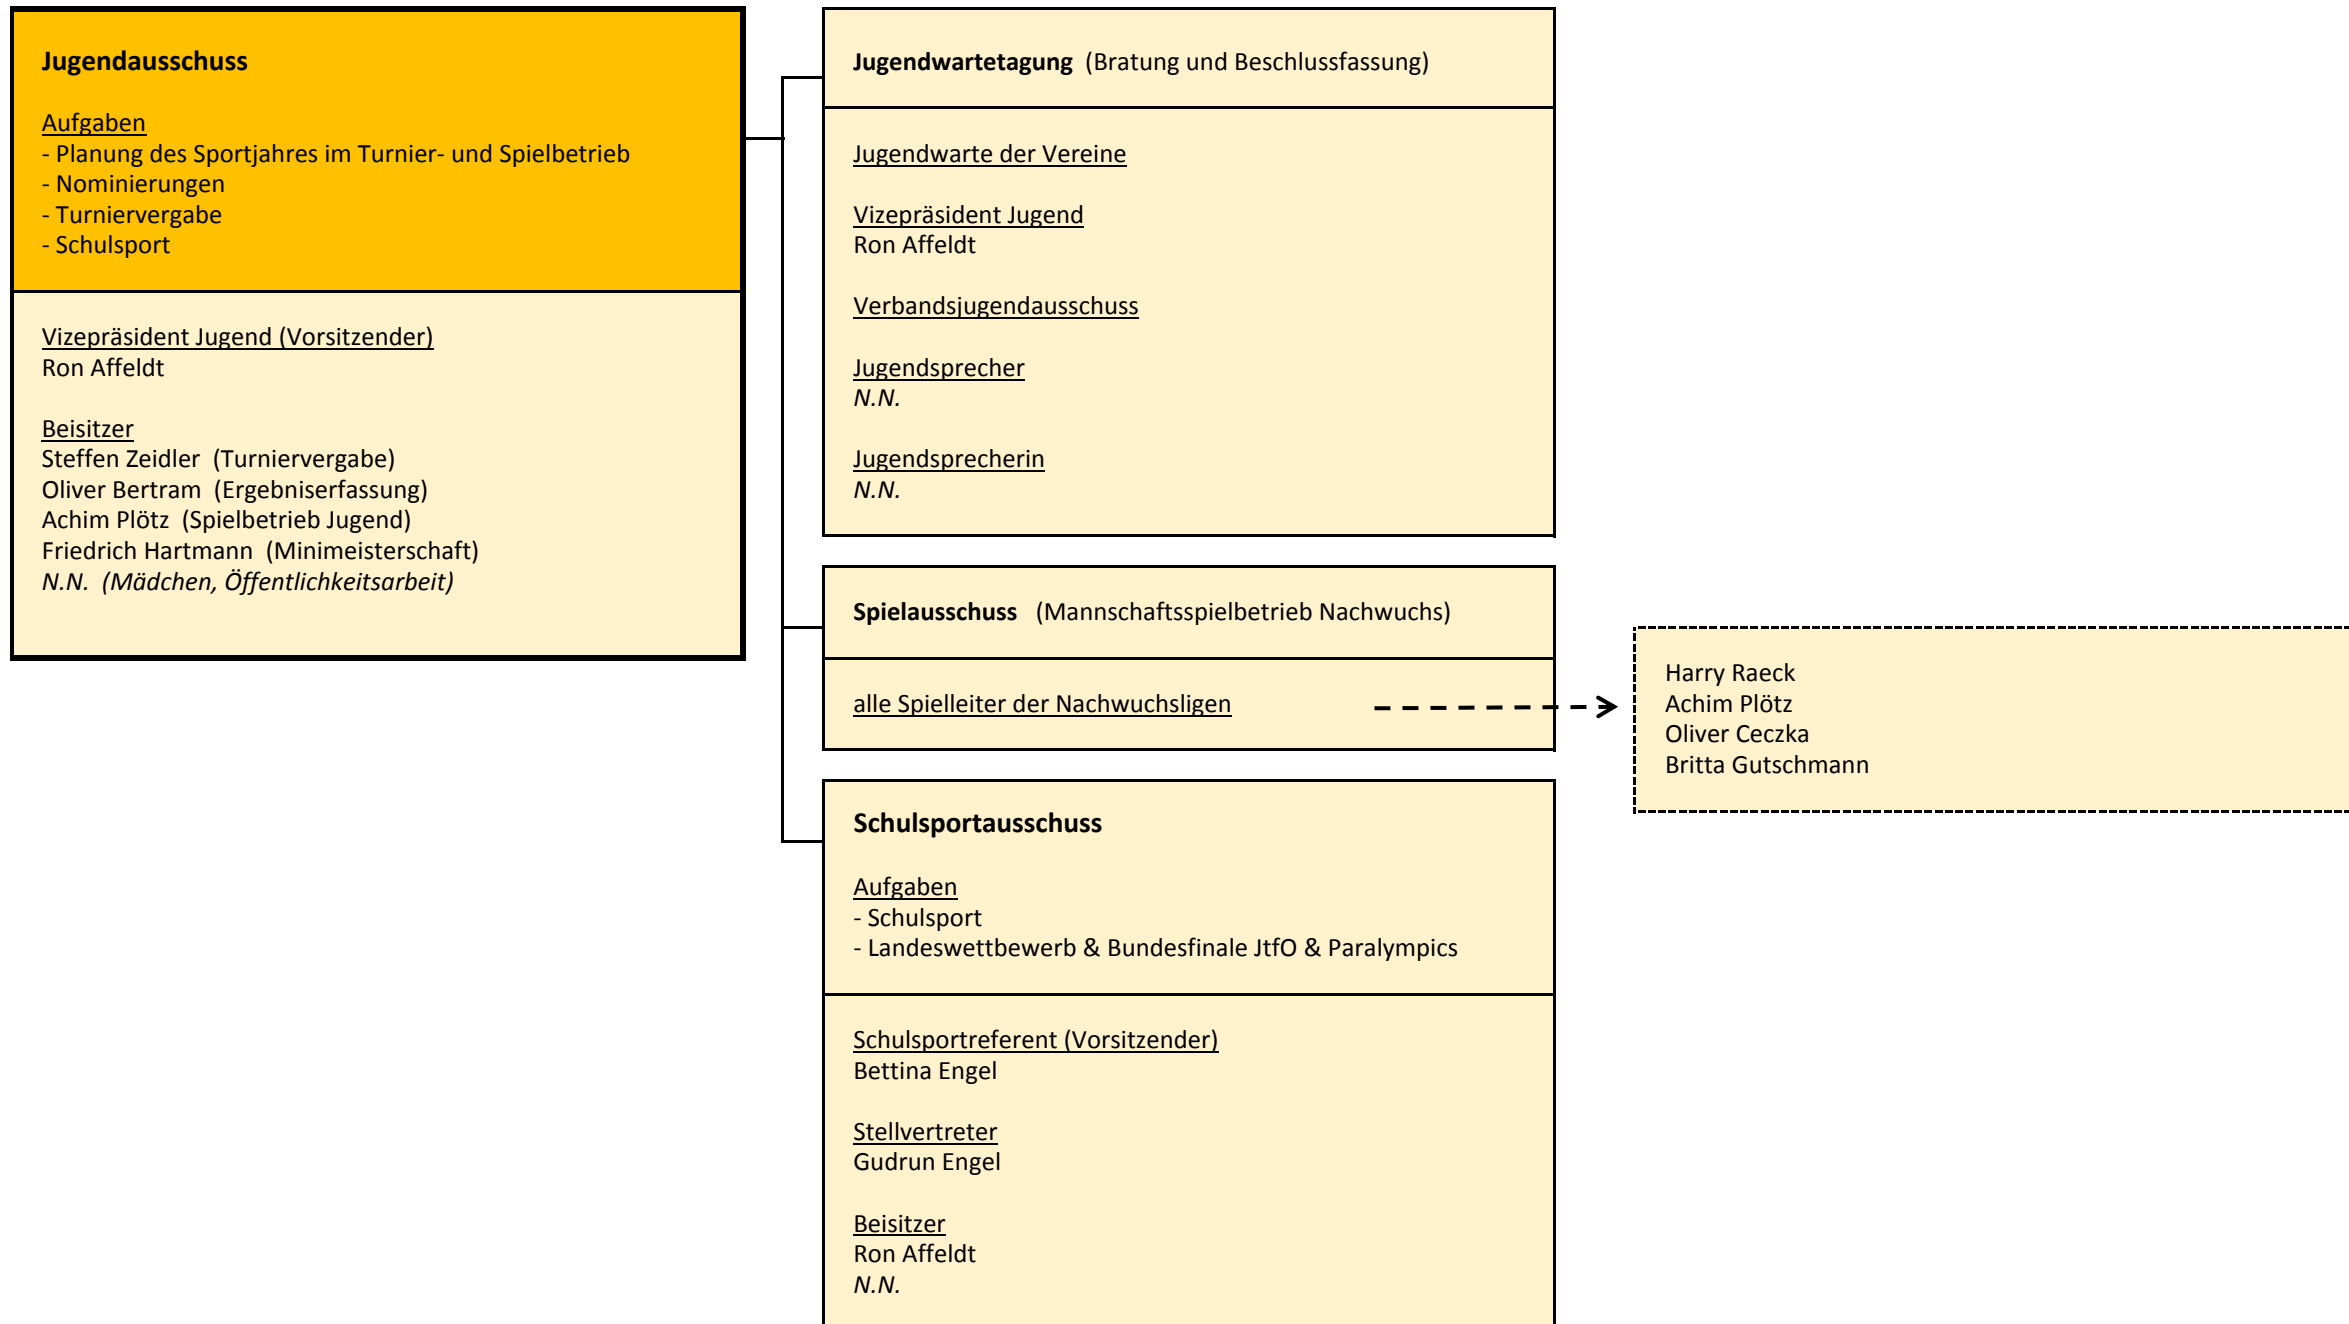 Jugendausschuss
Aufgaben
- Planung des Sportjahres im Turnier- und Spielbetrieb
- Nominierungen
- Turniervergabe
- Schulsport
Vizepräsident Jugend (Vorsitzender)
Ron Affeldt
Beisitzer
Steffen Zeidler (Turniervergabe)
Oliver Bertram (Ergebniserfassung)
Achim Plötz (Spielbetrieb Jugend)
Friedrich Hartmann (Minimeisterschaft)
N.N. (Mädchen, Öffentlichkeitsarbeit)
Jugendwartetagung (Bratung und Beschlussfassung)
Jugendwarte der Vereine
Vizepräsident Jugend
Ron Affeldt
Verbandsjugendausschuss
Jugendsprecher
N.N.
Jugendsprecherin
N.N.
Spielausschuss (Mannschaftsspielbetrieb Nachwuchs)
alle Spielleiter der Nachwuchsligen
Harry Raeck
Achim Plötz
Oliver Ceczka
Britta Gutschmann
Schulsportausschuss
Aufgaben
- Schulsport
- Landeswettbewerb & Bundesfinale JtfO & Paralympics
Schulsportreferent (Vorsitzender)
Bettina Engel
Stellvertreter
Gudrun Engel
Beisitzer
Ron Affeldt
N.N.